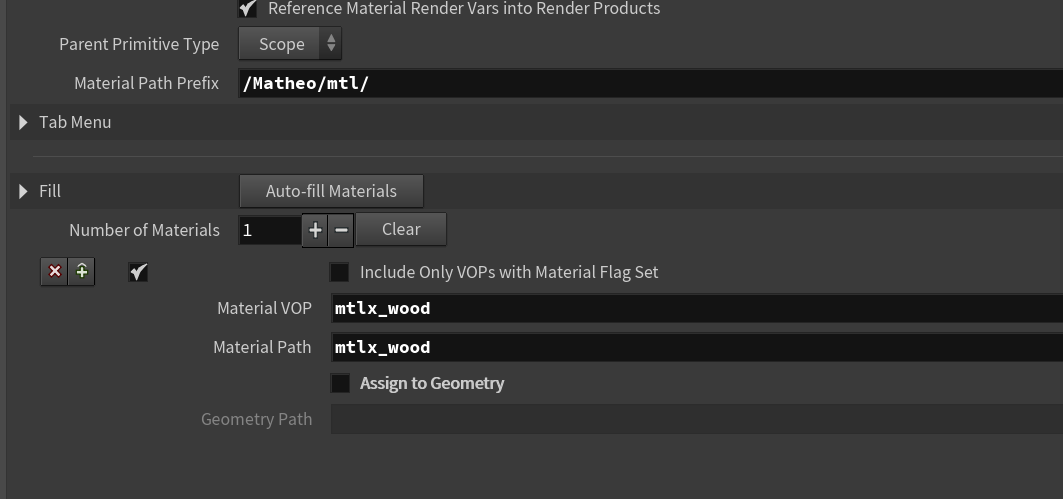 Reference Material Render Vars into Render Products
Parent Primitive Type Scope
Material Path Prefix /Matheo/mtl/
Tab Menu
Fill Auto-fill Materials
Number of Materials 1 Clear
Include Only VOPs with Material Flag Set
Material VOP mtlx_wood
Material Path mtlx_wood
Assign to Geometry
Geometry Path